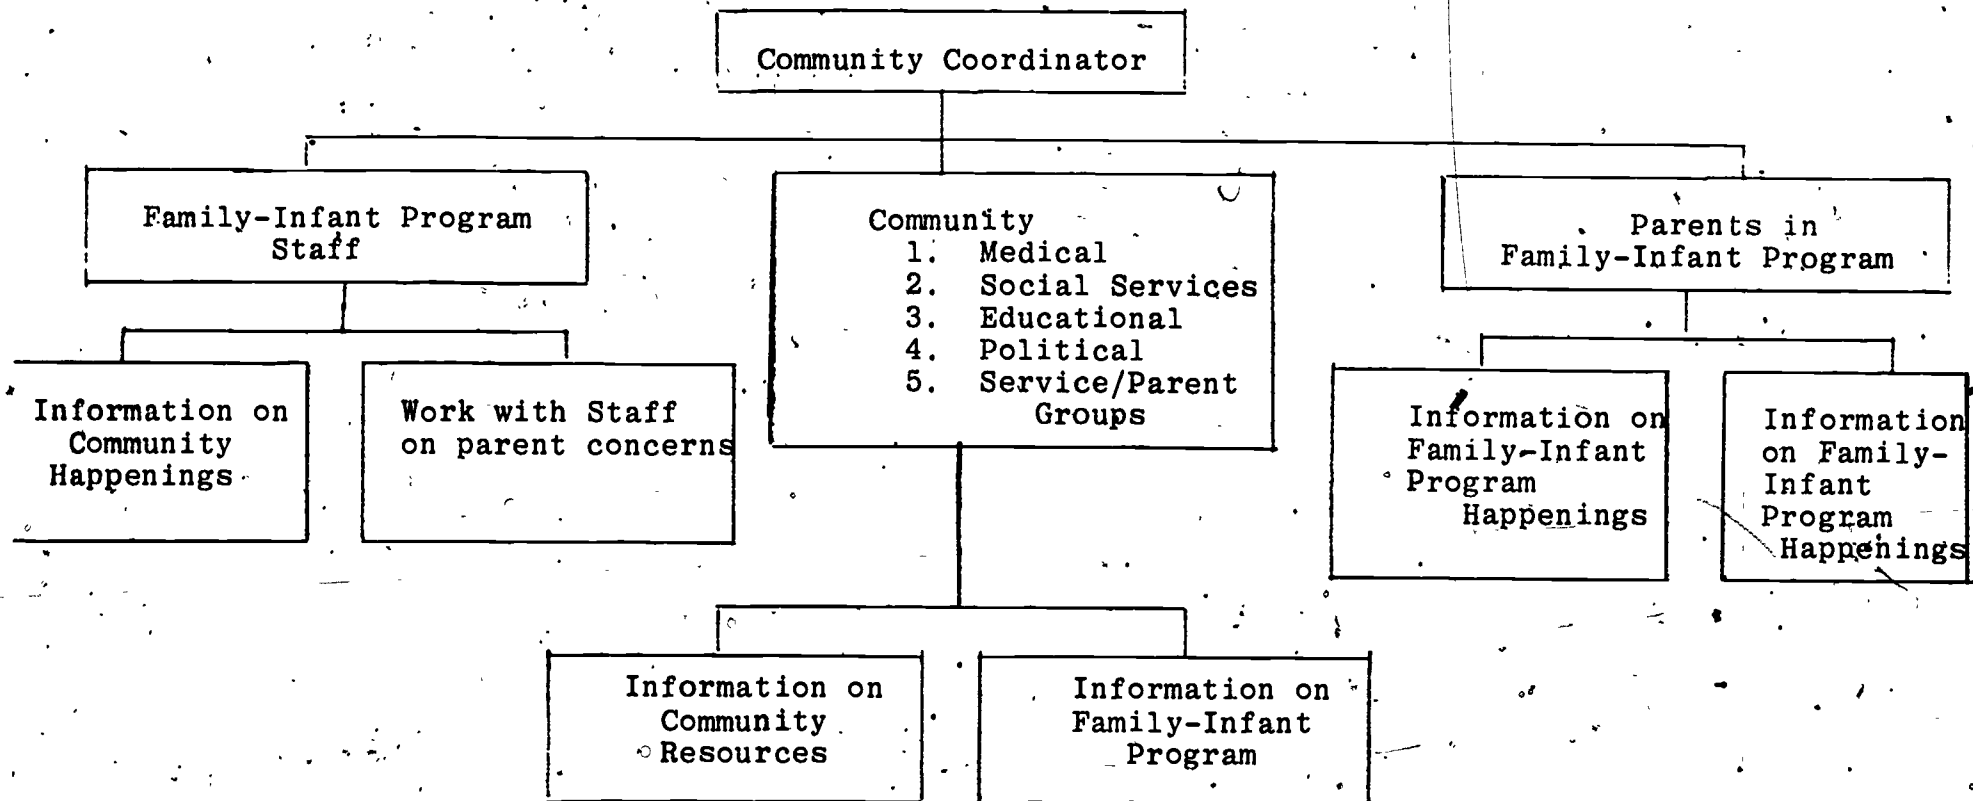 Community Coordinator
Family-Infant Program
Staff
Community
1. Medical
2. Social Services
3. Educational
4. Political
5. Service/Parent
Groups
Parents in
Family-Infant Program
Information on
Community
Happenings
Work with Staff
on parent concerns
Information on
Family-Infant
Program
Happenings
Information
on Family-
Infant
Program
Happenings
Information on
Community
Resources
Information on
Family-Infant
Program